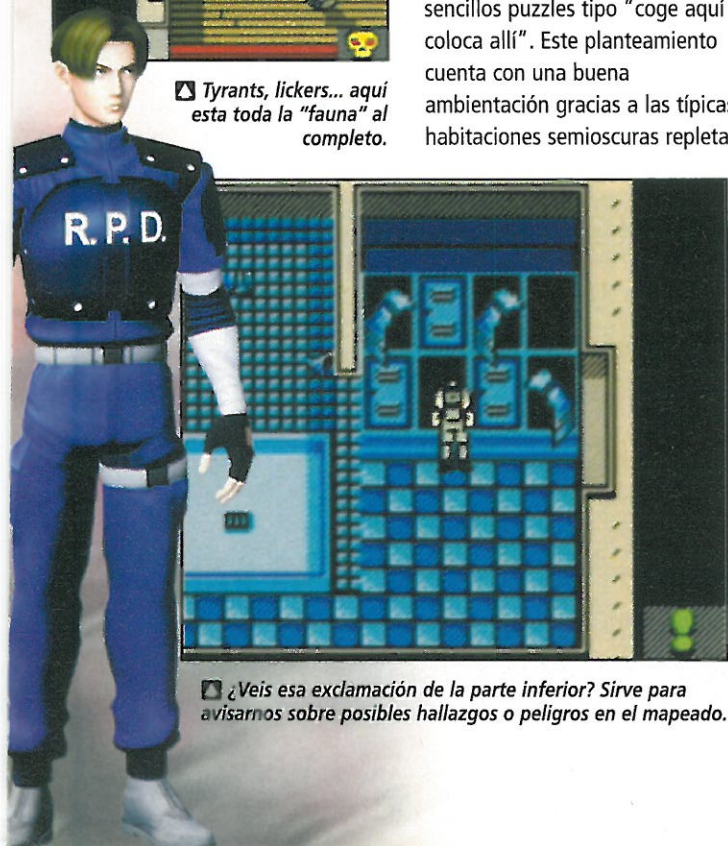 sencillos puzzles tipo "coge aquí
coloca allí". Este planteamiento
cuenta con una buena
ambientación gracias a las típicas
habitaciones semioscuras repleta
Tyrants, lickers... aquí
esta toda la "fauna" al
completo.
R. P. D.
¿Veis esa exclamación de la parte inferior? Sirve para
avisarnos sobre posibles hallazgos o peligros en el mapeado.